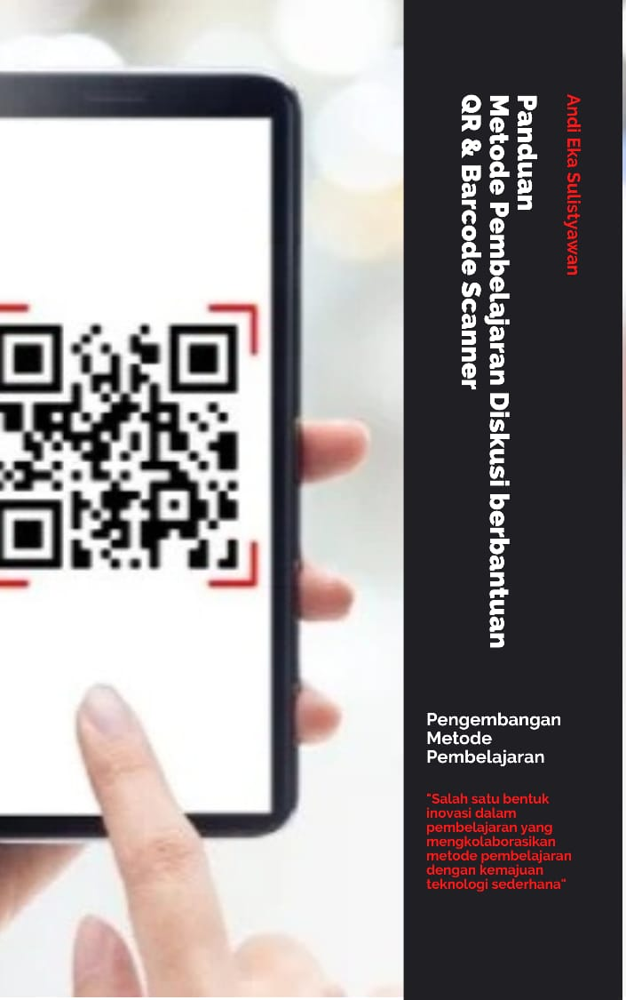 Andi Eka Sulistyawan
Panduan
Metode Pembelajaran Diskusi berbantuan
QR & Barcode Scanner
Pengembangan
Metode
Pembelajaran
"Salah satu bentuk
inovasi dalam
pembelajaran yang
mengkolaborasikan
metode pembelajaran
dengan kemajuan
teknologi sederhana"